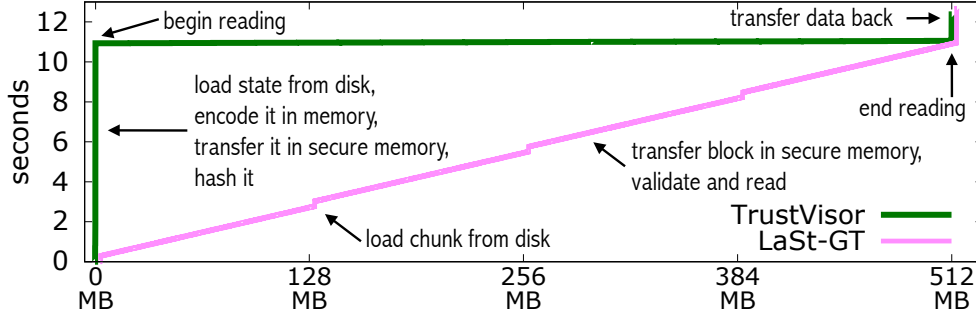 12
10
8
6
4
2
0
seconds
begin reading
transfer data back
load state from disk,
encode it in memory,
transfer it in secure memory,
hash it
end reading
transfer block in secure memory,
validate and read
load chunk from disk
TrustVisor
LaSt-GT
0
MB
128
MB
256
MB
384
MB
512
MB